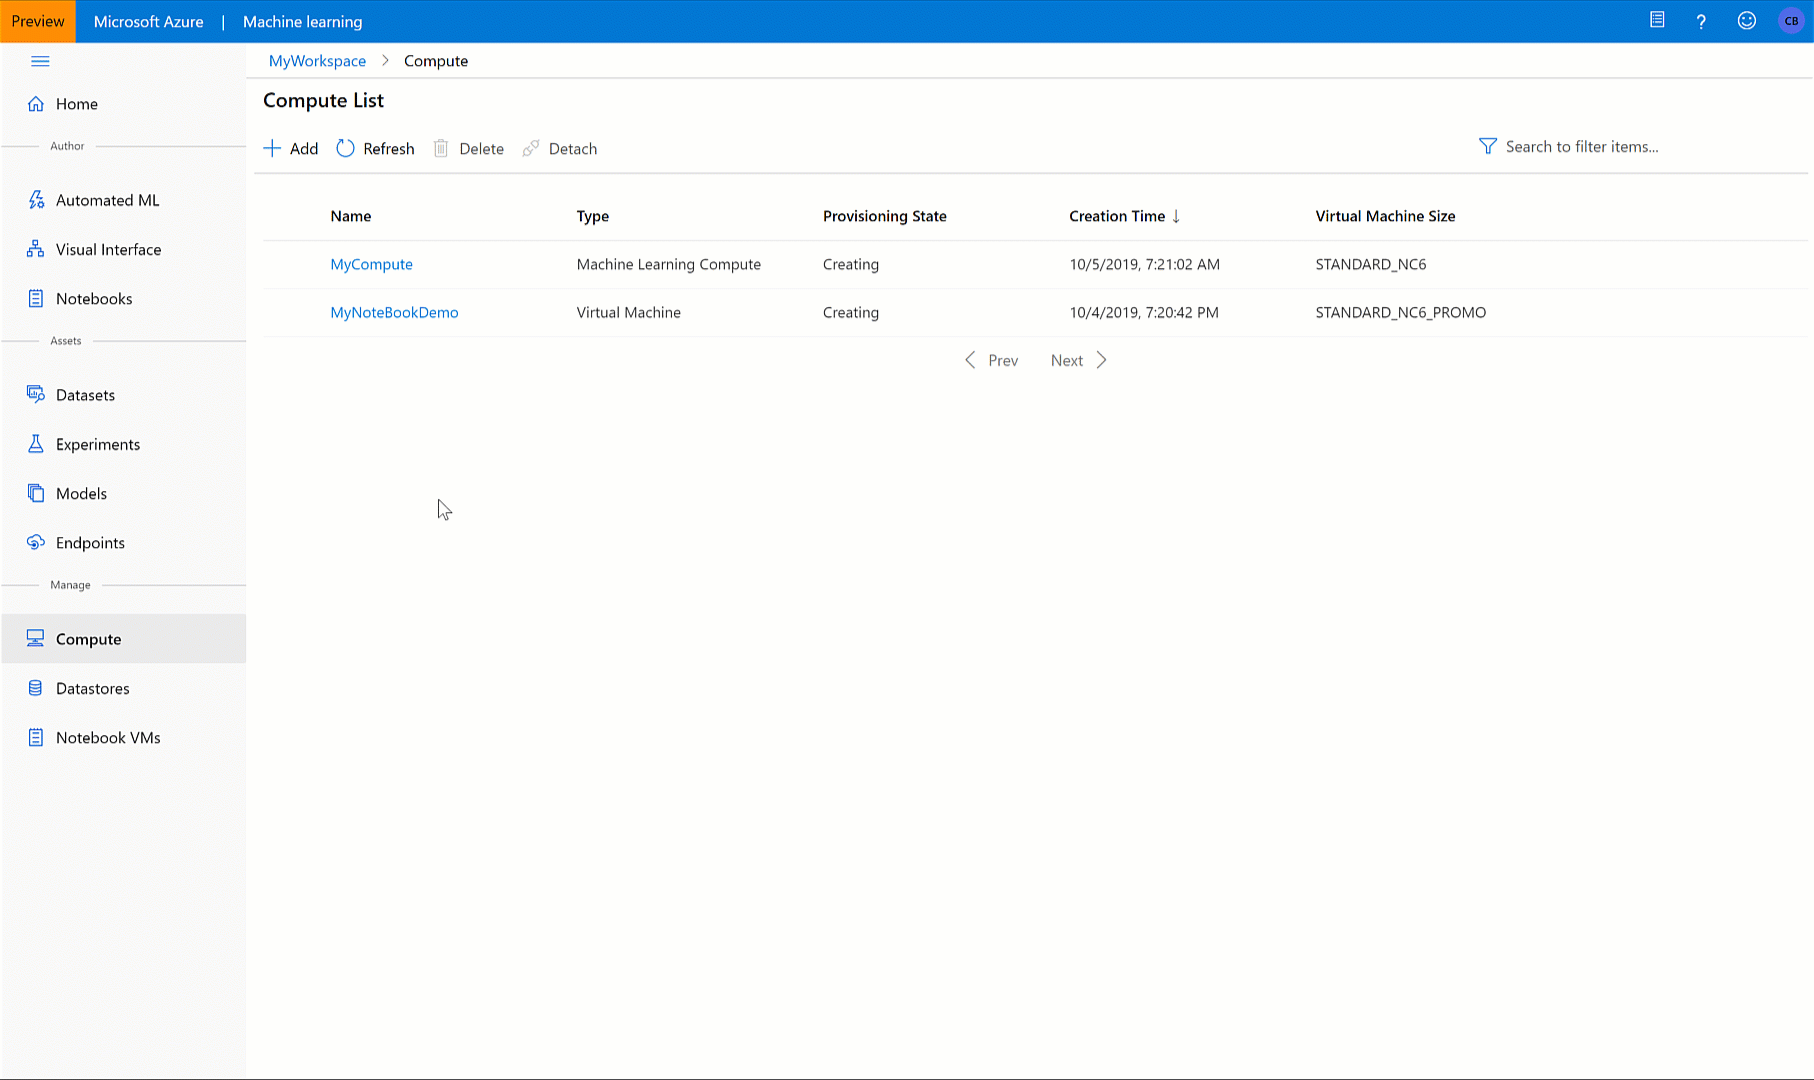 Preview Microsoft Azure | Machine learning ? CB
MyWorkspace > Compute
Home
Author
Automated ML
Visual Interface
Notebooks
Assets
Datasets
Experiments
Models
Endpoints
Manage
Compute
Datastores
Notebook VMs
Compute List
Add Refresh Delete Detach Search to filter items...
Name Type Provisioning State Creation Time ↓ Virtual Machine Size
MyCompute Machine Learning Compute Creating 10/5/2019, 7:21:02 AM STANDARD_NC6
MyNoteBookDemo Virtual Machine Creating 10/4/2019, 7:20:42 PM STANDARD_NC6_PROMO
< Prev Next >